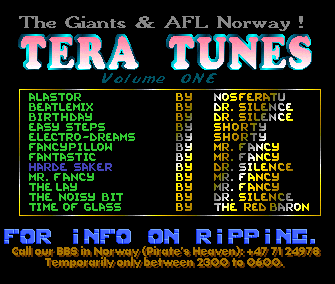 The Giants & AFL Norway !
TERA TUNES
Volume ONE
ALASTOR BY NOSFERATU
BEATLEMIX BY DR. SILENCE
BIRTHDAY BY DR. SILENCE
EASY STEPS BY SHORTY
ELECTRO-DREAMS BY SHORTY
FANCYPILLOW BY MR. FANCY
FANTASTIC BY MR. FANCY
HARDE SAKER BY DR. SILENCE
MR. FANCY BY MR. FANCY
THE LAY BY MR. FANCY
THE NOISY BIT BY DR. SILENCE
TIME OF GLASS BY THE RED BARON
FOR iNFO ON RiPPiNG.
Call our BBS in Norway (Pirate's Heaven): +47 71 24978
Temporarily only between 2300 to 0600.